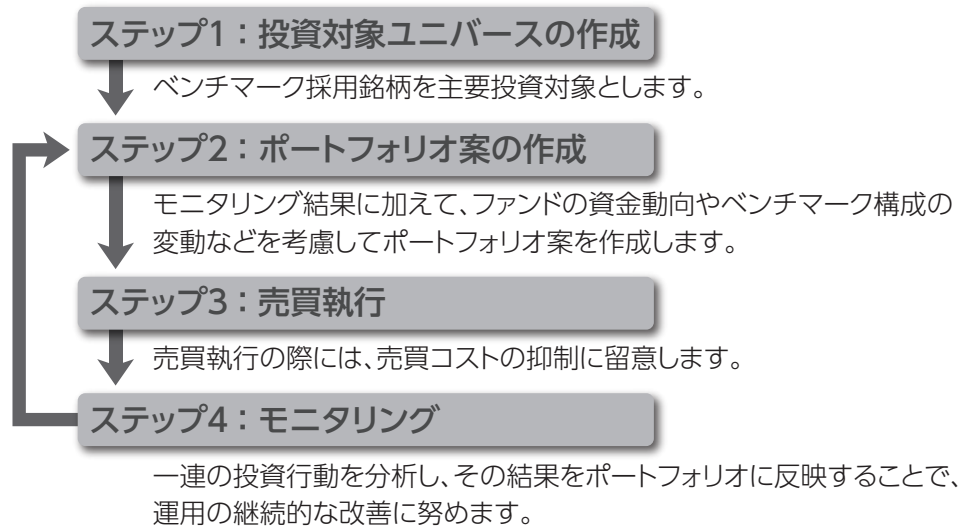 ステップ1：投資対象ユニバースの作成
ベンチマーク採用銘柄を主要投資対象とします。
ステップ2：ポートフォリオ案の作成
モニタリング結果に加えて、ファンドの資金動向やベンチマーク構成の
変動などを考慮してポートフォリオ案を作成します。
ステップ3：売買執行
売買執行の際には、売買コストの抑制に留意します。
ステップ4：モニタリング
一連の投資行動を分析し、その結果をポートフォリオに反映することで、
運用の継続的な改善に努めます。